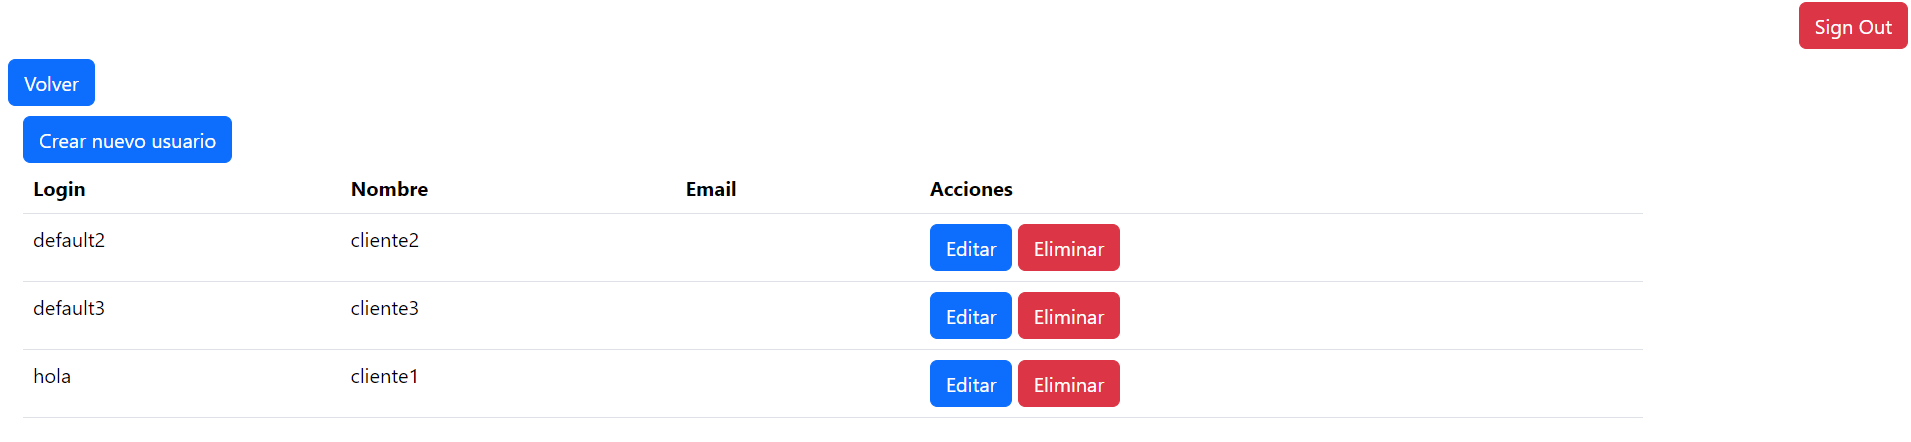 Sign Out
Volver
Crear nuevo usuario
Login Nombre Email Acciones
default2 cliente2 Editar Eliminar
default3 cliente3 Editar Eliminar
hola cliente1 Editar Eliminar